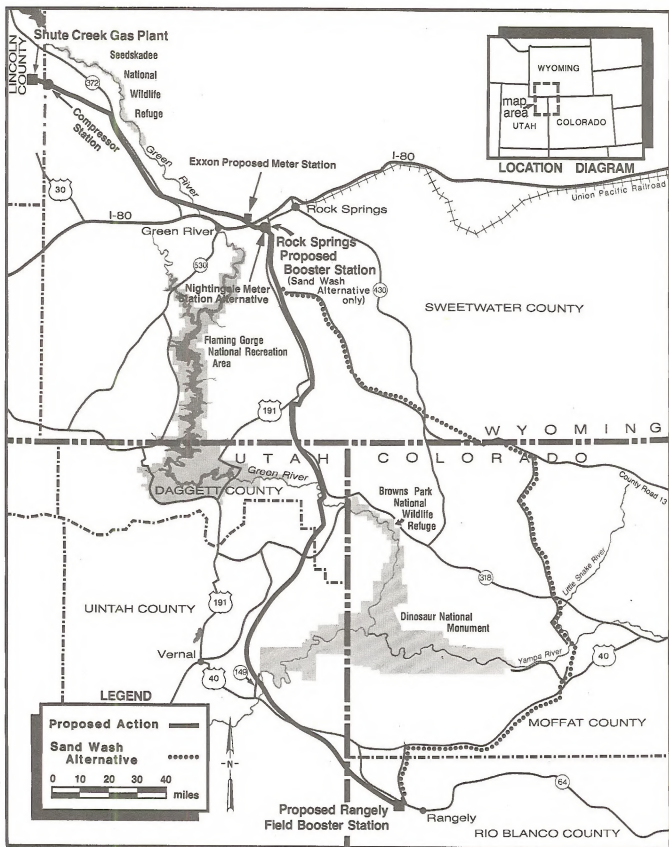 Shute Creek Gas Plant
LINCOLN
COUNTY
Seedskadee
National
Wildlife
Refuge
372
Compressor
Station
Green River
WYOMING
map
area
UTAH
COLORADO
LOCATION DIAGRAM
Exxon Proposed Meter Station
I-80
Union Pacific Railroad
30
I-80
Rock Springs
Green River
Rock Springs
Proposed
Booster Station
(Sand Wash
Alternative
only)
530
Nightingale Meter
Station Alternative
430
SWEETWATER COUNTY
Flaming Gorge
National Recreation
Area
191
WYOMING
UTAH
COLORADO
Green River
DAGGETT COUNTY
County Road 13
Browns Park
National
Wildlife
Refuge
Little Snake River
318
UINTAH COUNTY
191
Dinosaur National
Monument
Vernal
Yampa River
40
40
149
MOFFAT COUNTY
LEGEND
Proposed Action
Sand Wash
Alternative
0 10 20 30 40
miles
N
64
Proposed Rangely
Field Booster Station
Rangely
RIO BLANCO COUNTY